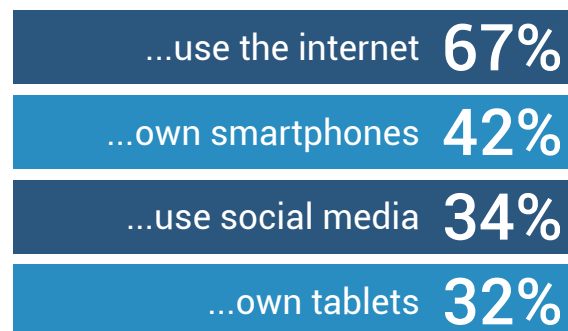 ...use the internet 67%
...own smartphones 42%
...use social media 34%
...own tablets 32%